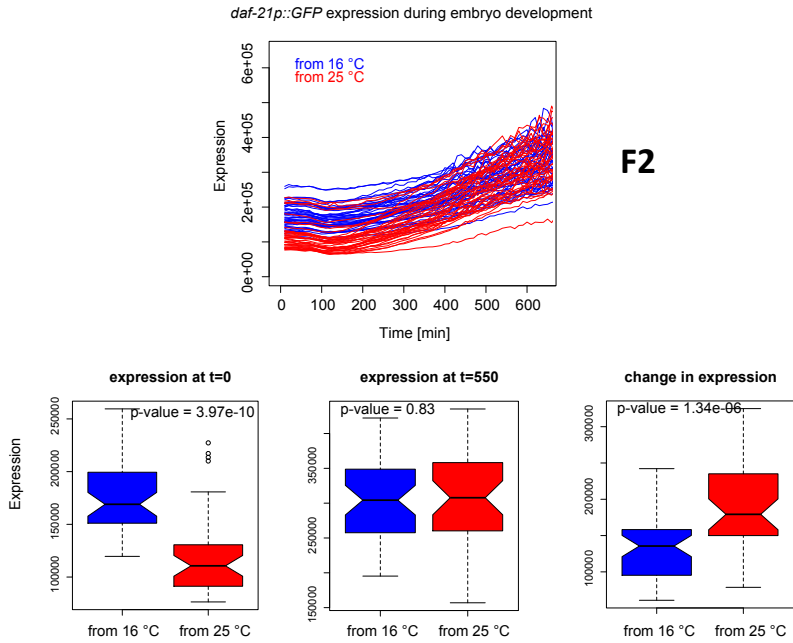 daf-21p::GFP expression during embryo development
6e+05
4e+05
2e+05
0e+00
Expression
from 16 °C
from 25 °C
0 100 200 300 400 500 600
Time [min]
F2
expression at t=0
p-value = 3.97e-10
250000
200000
150000
100000
Expression
from 16 °C from 25 °C
expression at t=550
p-value = 0.83
350000
250000
150000
from 16 °C from 25 °C
change in expression
p-value = 1.34e-06
300000
200000
100000
from 16 °C from 25 °C